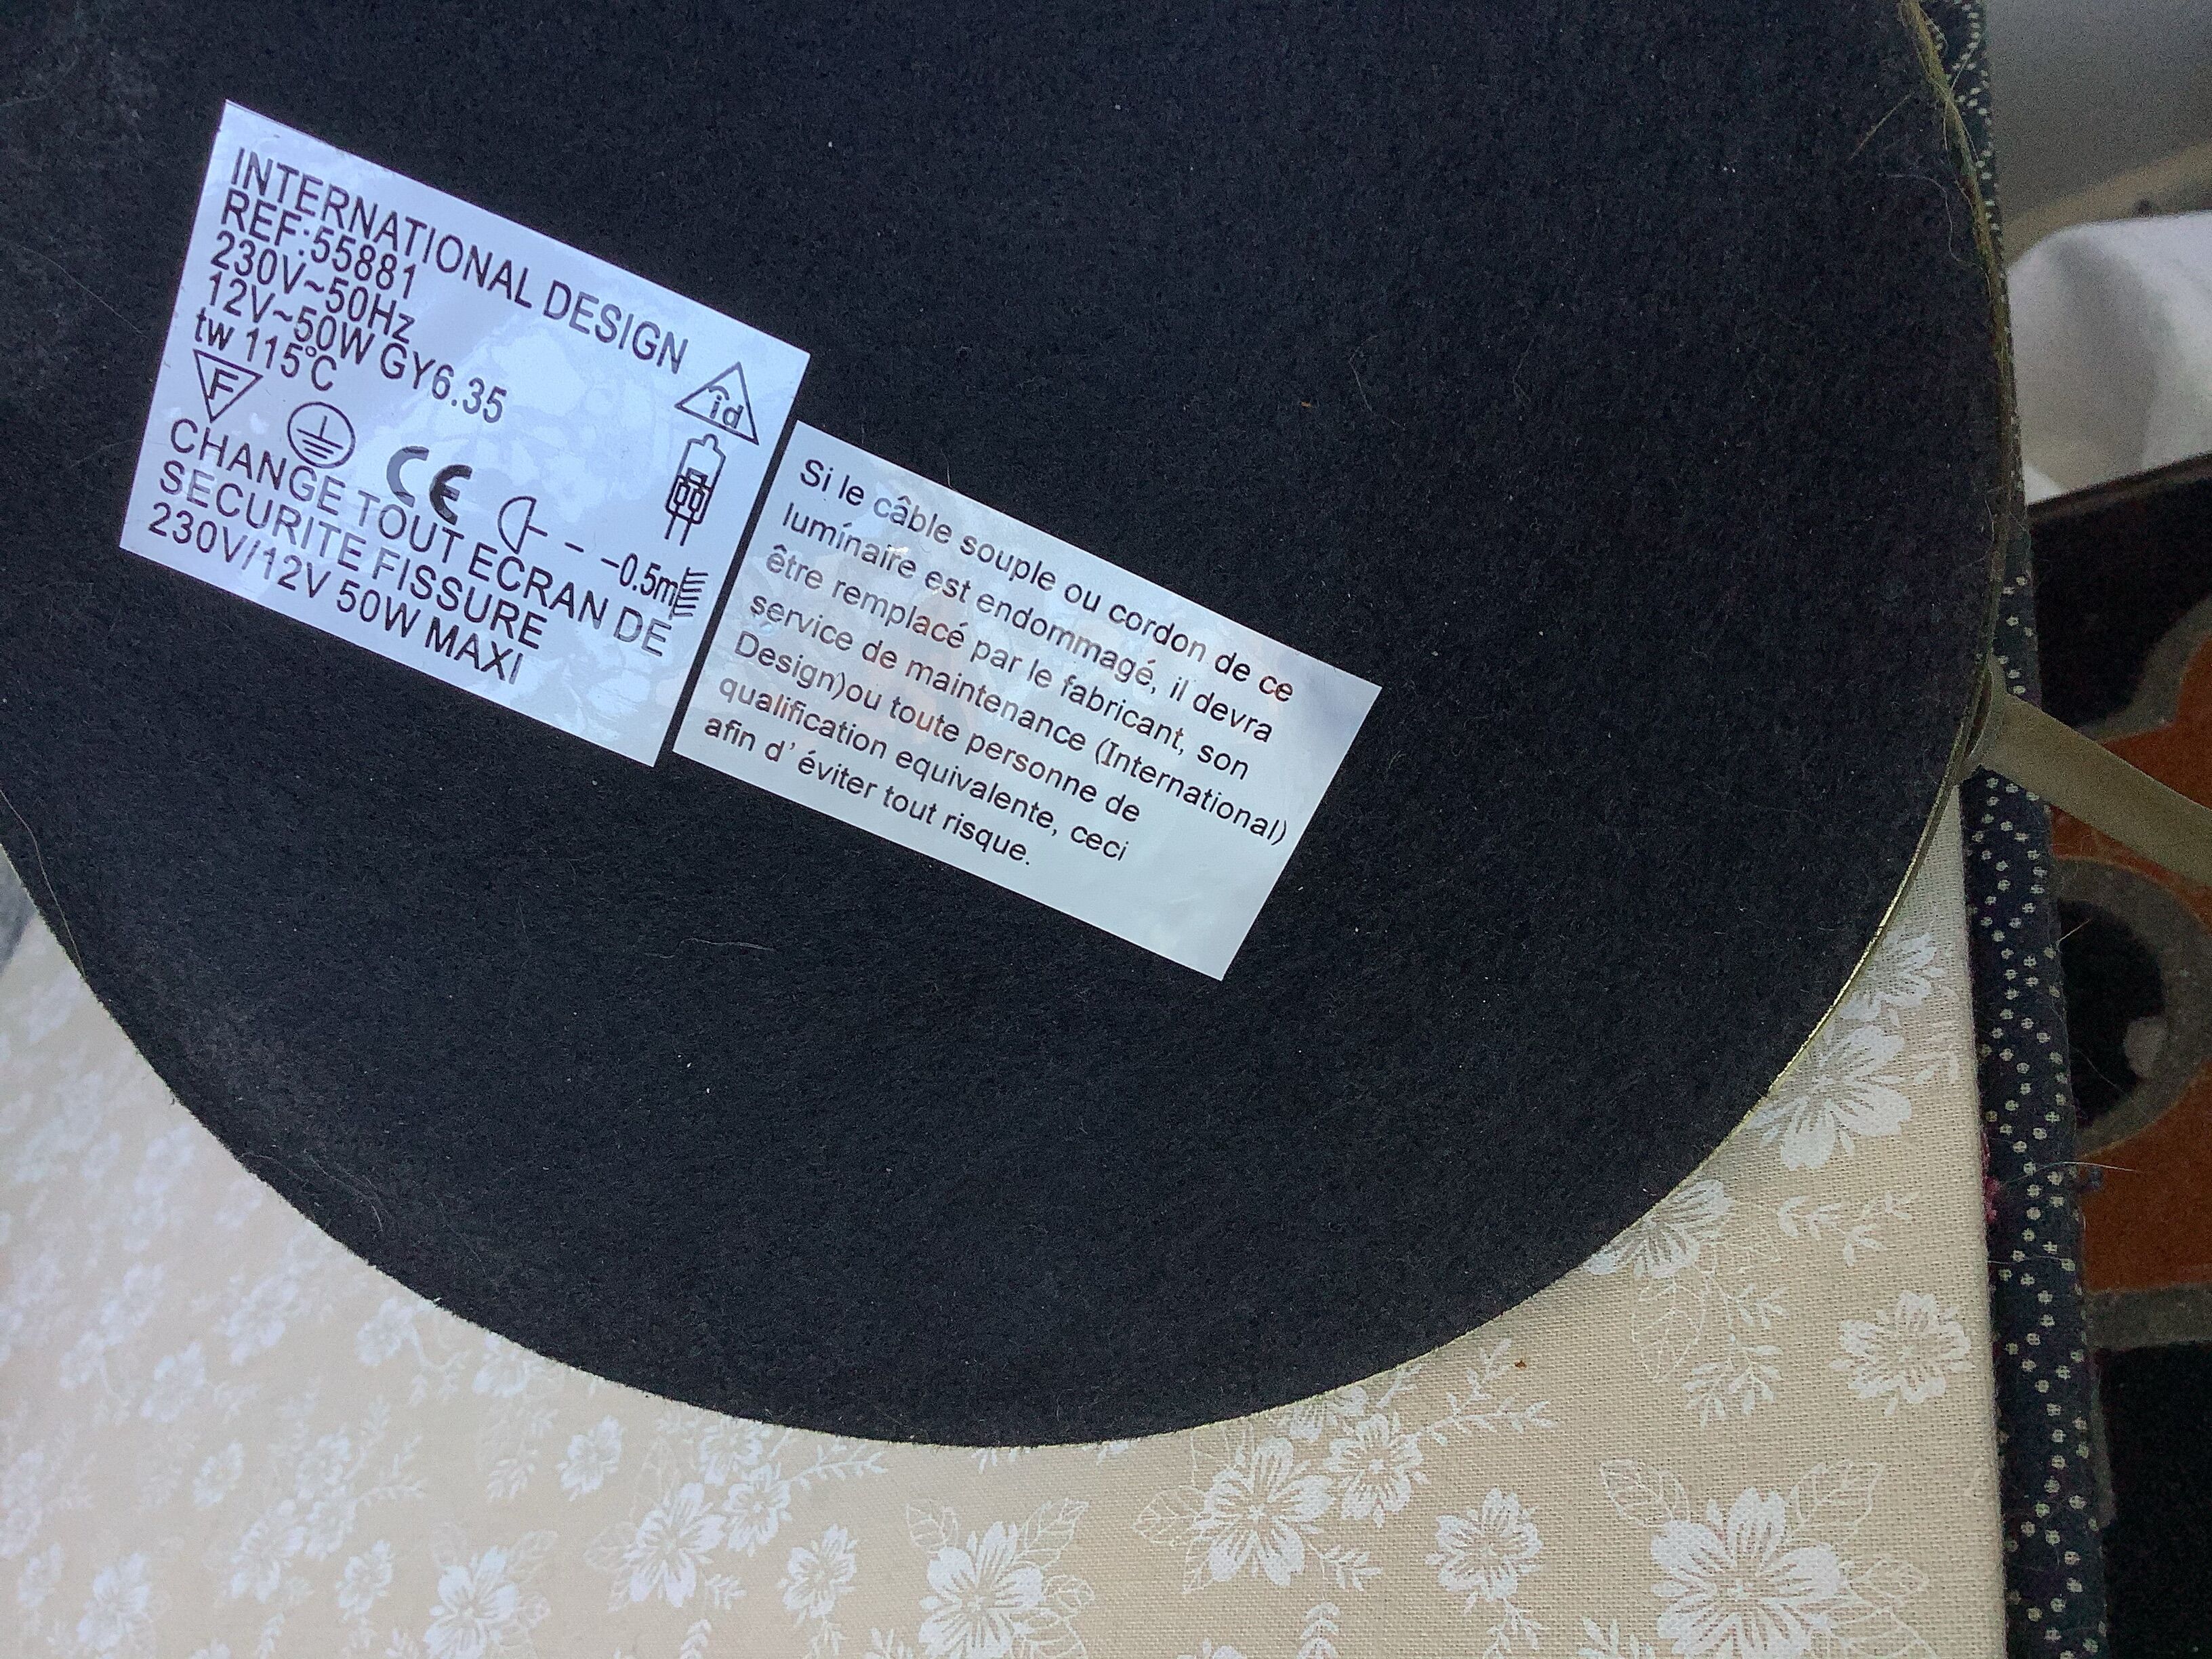 INTERNATIONAL DESIGN
REF:55881
230V~50Hz
12V~50W GY6.35
tw 115°C
id
F
CE
-0.5m
CHANGE TOUT ECRAN DE
SECURITE FISSURE
230V/12V 50W MAXI
Si le câble souple ou cordon de ce
luminaire est endommagé, il devra
être remplacé par le fabricant, son
service de maintenance (International)
Design)ou toute personne de
qualification equivalente, ceci
afin d' éviter tout risque.